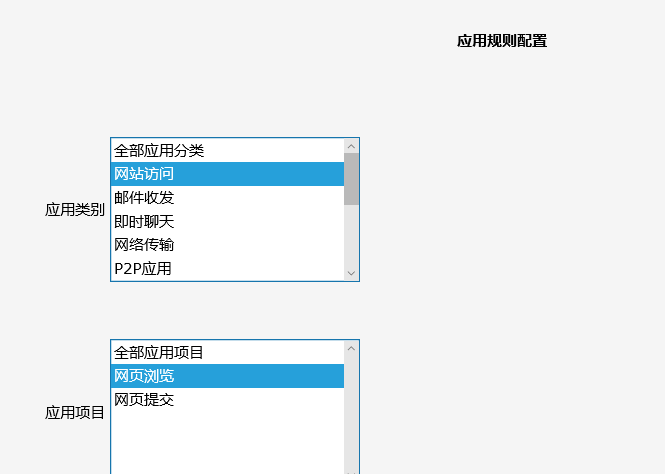 应用规则配置
全部应用分类
网站访问
邮件收发
应用类别
即时聊天
网络传输
P2P应用
全部应用项目
网页浏览
网页提交
应用项目